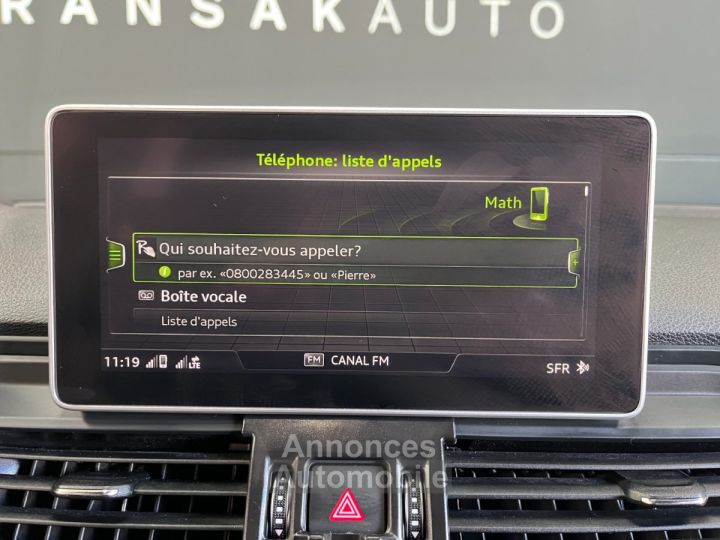 RANSAKAUTO
Téléphone: liste d'appels
Math
Qui souhaitez-vous appeler?
par ex. «0800283445» ou «Pierre»
Boîte vocale
Liste d'appels
11:19 LTE FM CANAL FM SFR
Annonces
Automobile